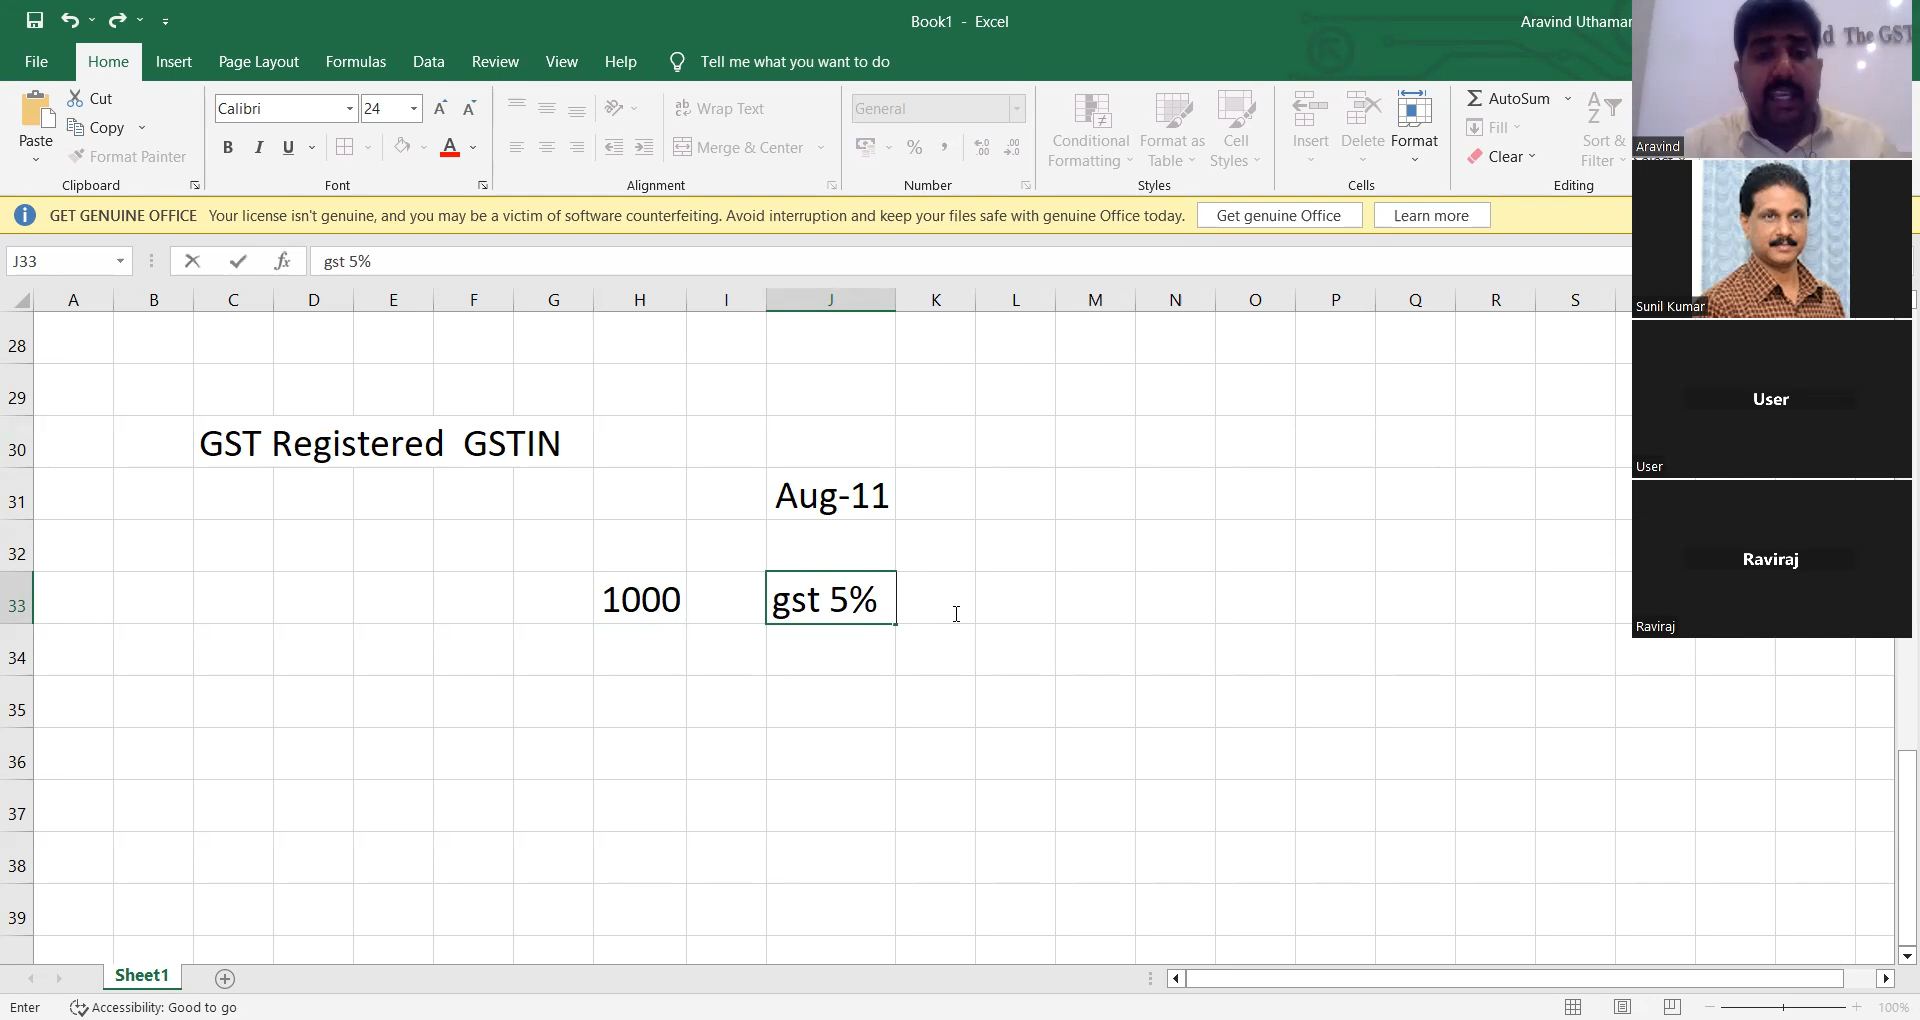 Book1 - Excel
Aravind Uthaman
File Home Insert Page Layout Formulas Data Review View Help Tell me what you want to do
Paste
Cut
Copy
Format Painter
Clipboard
Calibri 24
B I U
Font
Wrap Text
Merge & Center
Alignment
General
Number
Conditional Formatting
Format as Table
Cell Styles
Styles
Insert Delete Format
Cells
AutoSum
Fill
Clear
Sort & Filter
Editing
GET GENUINE OFFICE Your license isn't genuine, and you may be a victim of software counterfeiting. Avoid interruption and keep your files safe with genuine Office today. Get genuine Office Learn more
J33 fx gst 5%
A B C D E F G H I J K L M N O P Q R S
28
29
30 GST Registered GSTIN
31 Aug-11
32
33 1000 gst 5%
34
35
36
37
38
39
Sheet1
Enter Accessibility: Good to go
100%
The GST
Aravind
Sunil Kumar
User
User
Raviraj
Raviraj